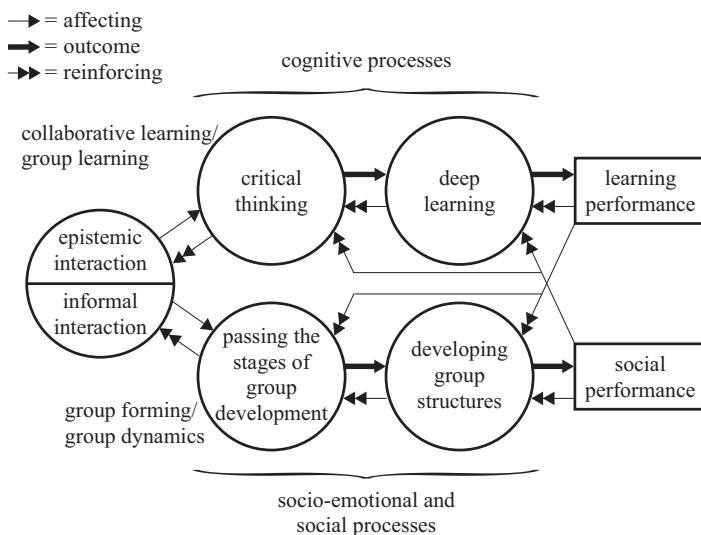 = affecting
= outcome
= reinforcing
cognitive processes
collaborative learning/
group learning
critical
thinking
deep
learning
learning
performance
epistemic
interaction
informal
interaction
passing the
stages of
group
development
developing
group
structures
social
performance
group forming/
group dynamics
socio-emotional and
social processes